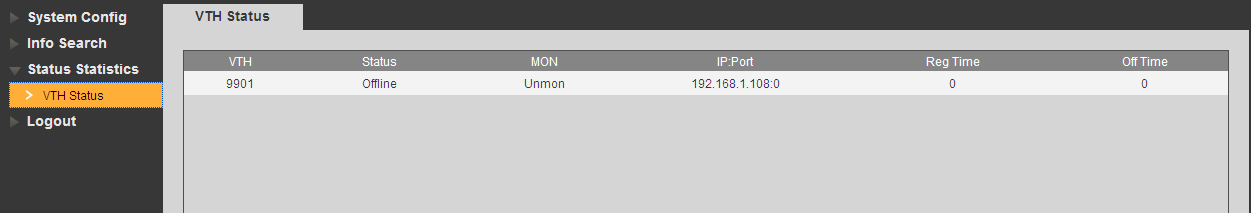 System Config
Info Search
Status Statistics
VTH Status
Logout
VTH Status
VTH Status MON IP:Port Reg Time Off Time
9901 Offline Unmon 192.168.1.108:0 0 0